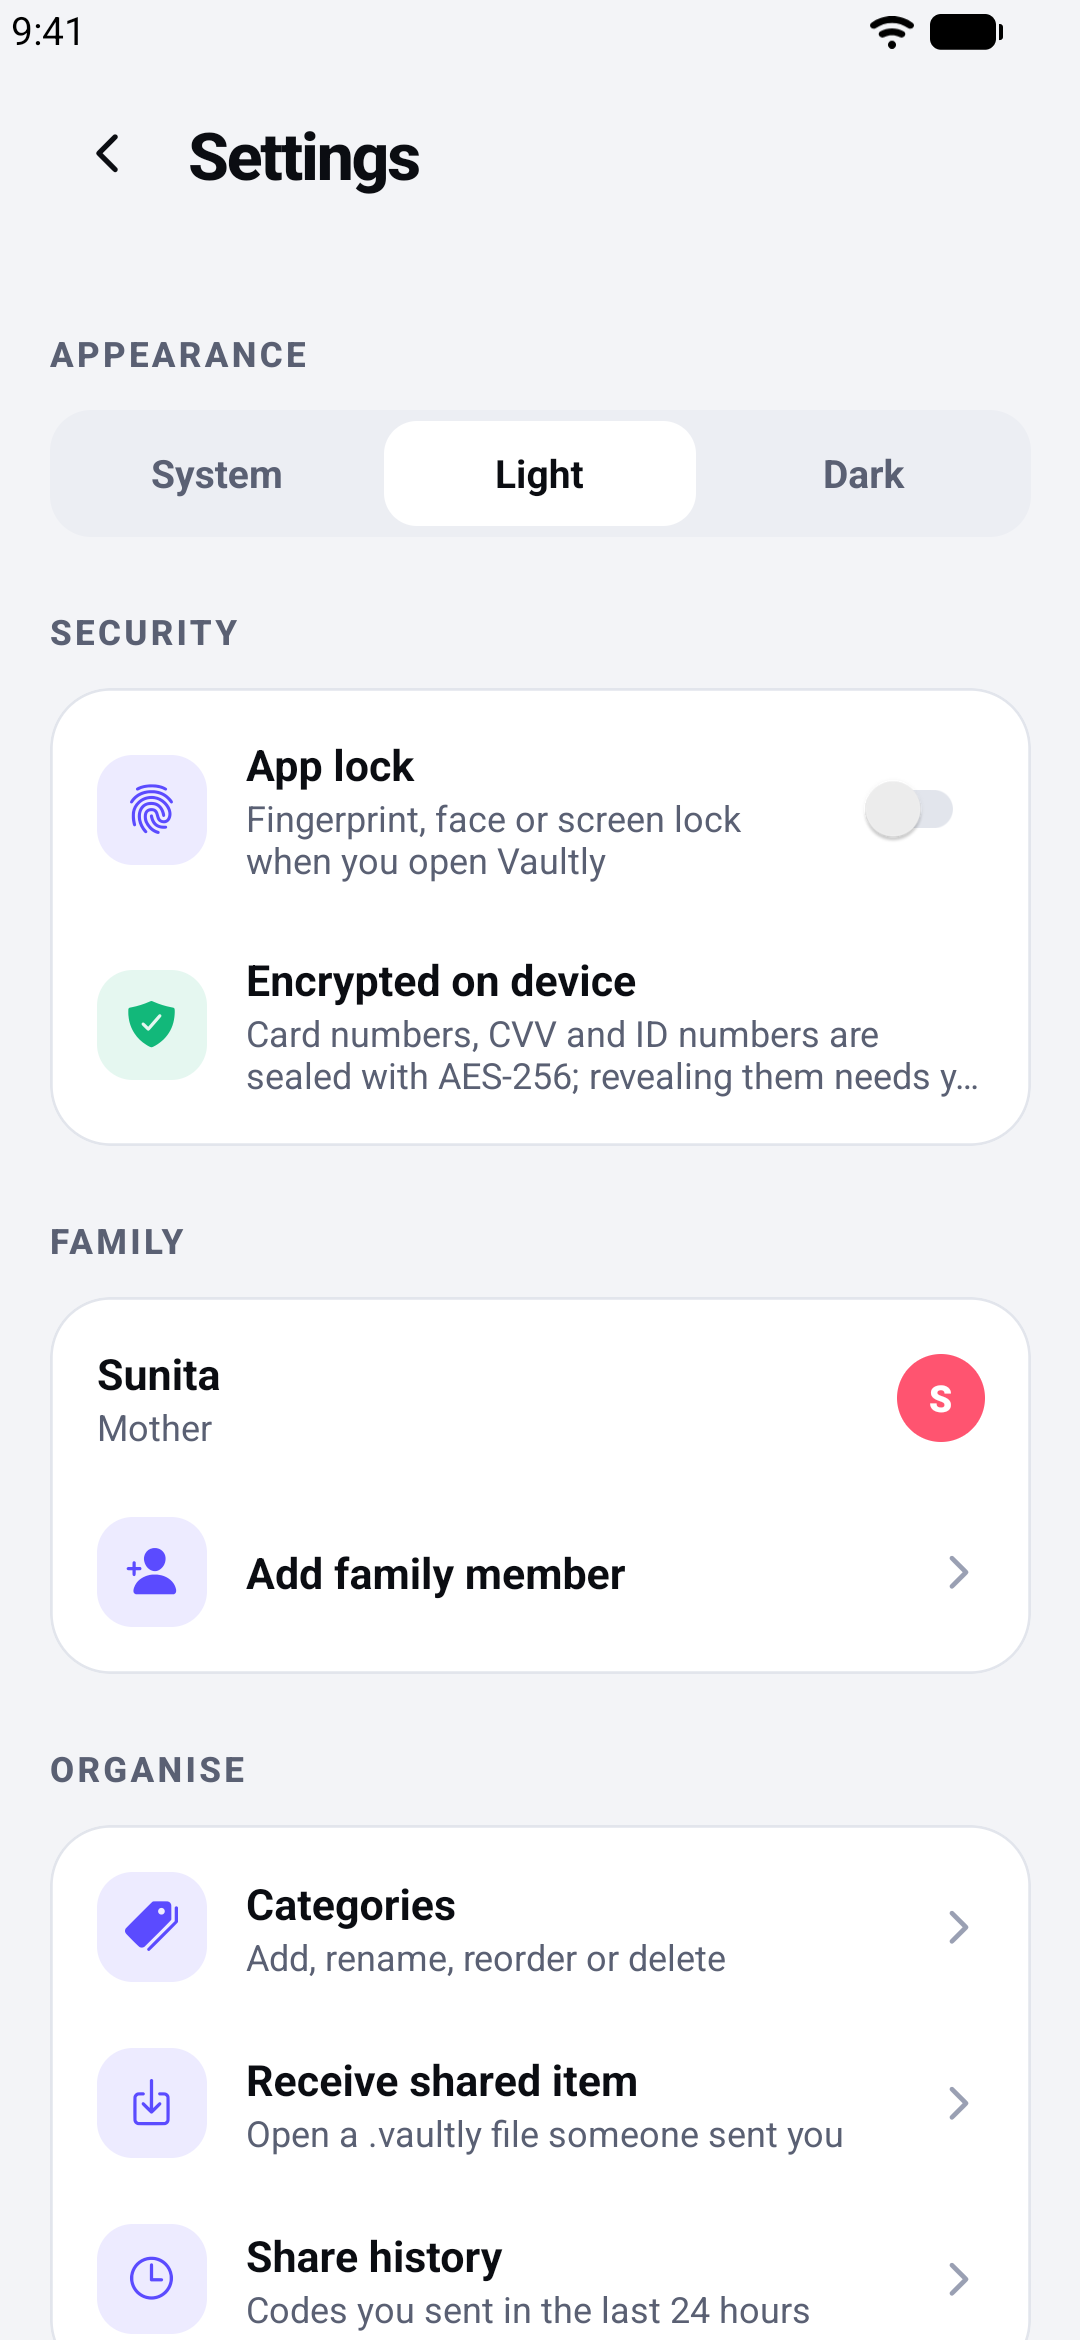 9:41
Settings
APPEARANCE
System Light Dark
SECURITY
App lock
Fingerprint, face or screen lock
when you open Vaultly
Encrypted on device
Card numbers, CVV and ID numbers are
sealed with AES-256; revealing them needs y…
FAMILY
Sunita
Mother
S
Add family member
ORGANISE
Categories
Add, rename, reorder or delete
Receive shared item
Open a .vaultly file someone sent you
Share history
Codes you sent in the last 24 hours